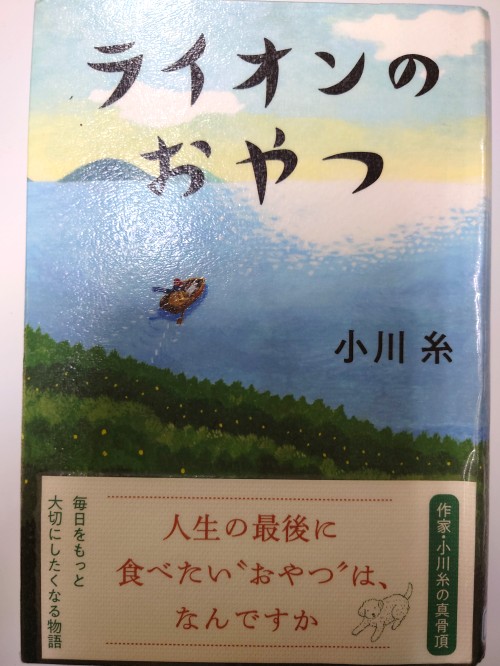 ライオンの
おやつ
小川 糸
作家・小川糸の真骨頂
人生の最後に
食べたい〝おやつ〟は、
なんですか
毎日をもっと
大切にしたくなる物語